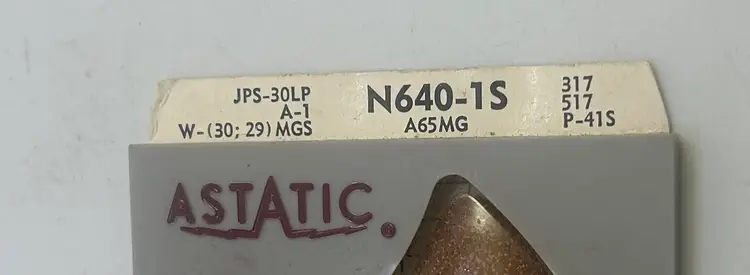 JPS-30LP
A-1
W-(30; 29) MGS
N640-1S
A65MG
317
517
P-41S
ASTATIC®